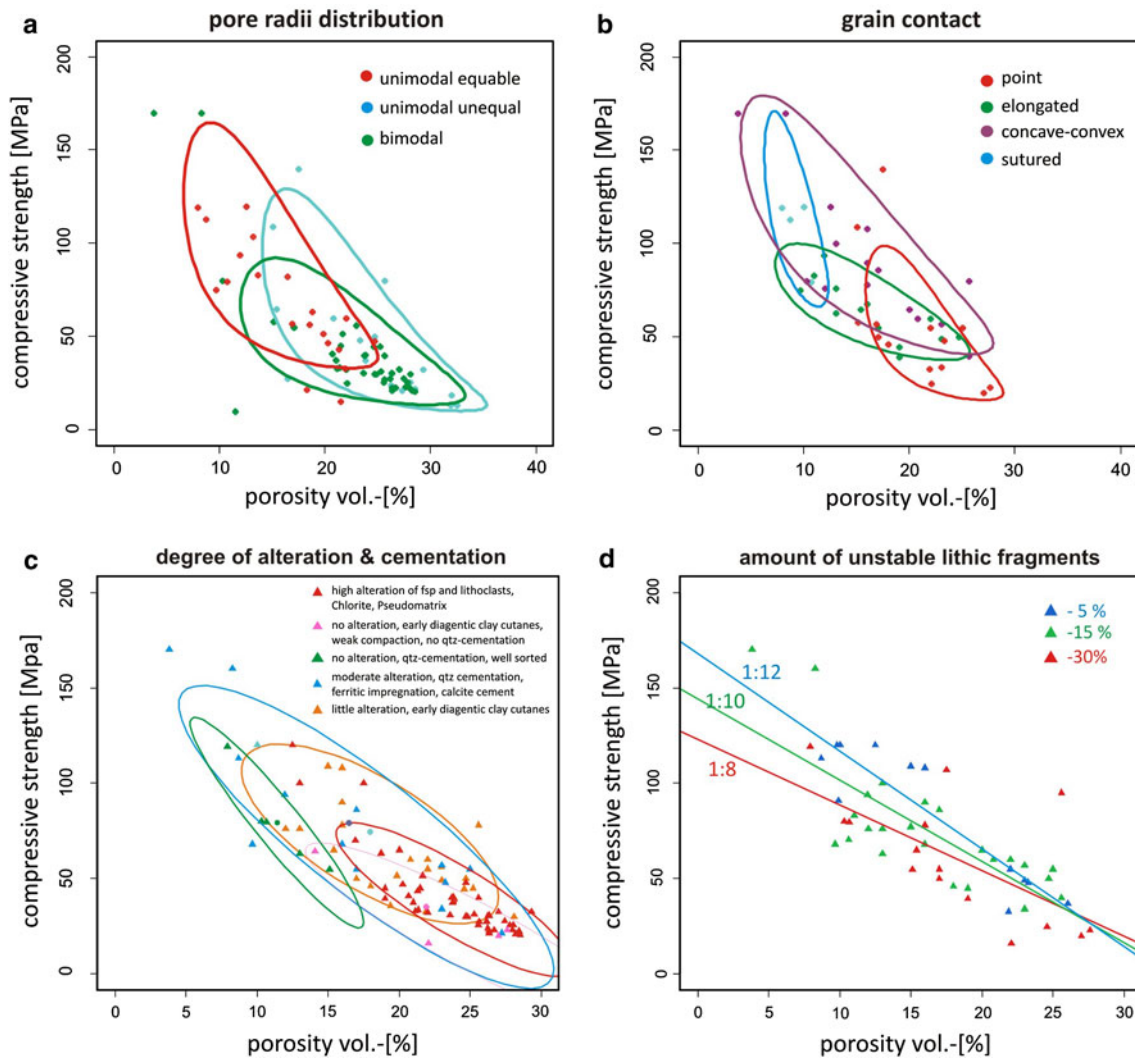 a
pore radii distribution
compressive strength [MPa]
200
150
100
50
0
unimodal equable
unimodal unequal
bimodal
0 10 20 30 40
porosity vol.-[%]
b
grain contact
compressive strength [MPa]
200
150
100
50
0
point
elongated
concave-convex
sutured
0 10 20 30 40
porosity vol.-[%]
c
degree of alteration & cementation
compressive strength [Mpa]
200
150
100
50
0
high alteration of fsp and lithoclasts,
Chlorite, Pseudomatrix
no alteration, early diagentic clay cutanes,
weak compaction, no qtz-cementation
no alteration, qtz-cementation, well sorted
moderate alteration, qtz cementation,
ferritic impregnation, calcite cement
little alteration, early diagentic clay cutanes
0 5 10 15 20 25 30
porosity vol.-[%]
d
amount of unstable lithic fragments
compressive strength [MPa]
200
150
100
50
0
- 5 %
-15 %
-30%
1:12
1:10
1:8
0 5 10 15 20 25 30
porosity vol.-[%]